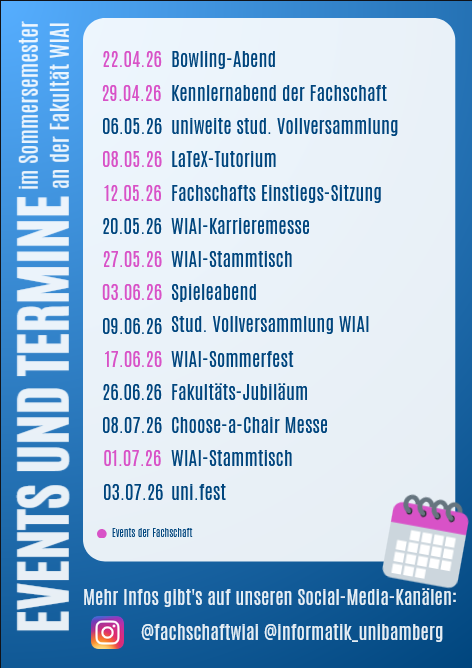 EVENTS UND TERMINE
im Sommersemester
an der Fakultät WIAI
22.04.26 Bowling-Abend
29.04.26 Kennlernabend der Fachschaft
06.05.26 uniweite stud. Vollversammlung
08.05.26 LaTeX-Tutorium
12.05.26 Fachschafts Einstiegs-Sitzung
20.05.26 WIAI-Karrieremesse
27.05.26 WIAI-Stammtisch
03.06.26 Spieleabend
09.06.26 Stud. Vollversammlung WIAI
17.06.26 WIAI-Sommerfest
26.06.26 Fakultäts-Jubiläum
08.07.26 Choose-a-Chair Messe
01.07.26 WIAI-Stammtisch
03.07.26 uni.fest
Events der Fachschaft
Mehr Infos gibt's auf unseren Social-Media-Kanälen:
@fachschaftwiai @informatik_unibamberg